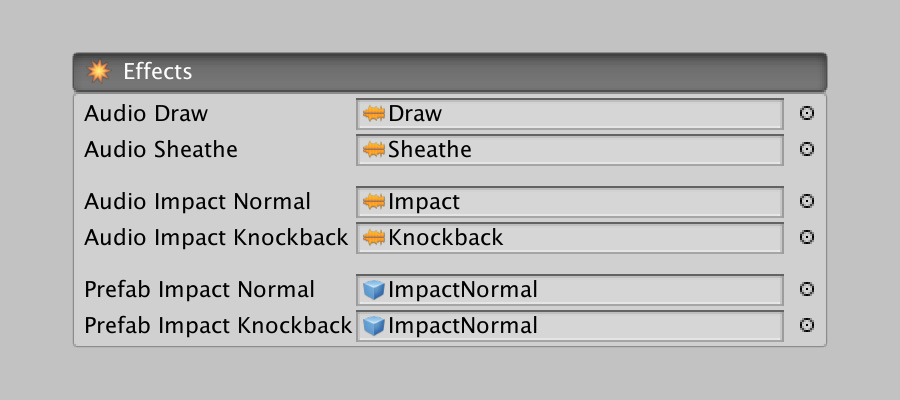 Effects
Audio Draw Draw
Audio Sheathe Sheathe
Audio Impact Normal Impact
Audio Impact Knockback Knockback
Prefab Impact Normal ImpactNormal
Prefab Impact Knockback ImpactNormal